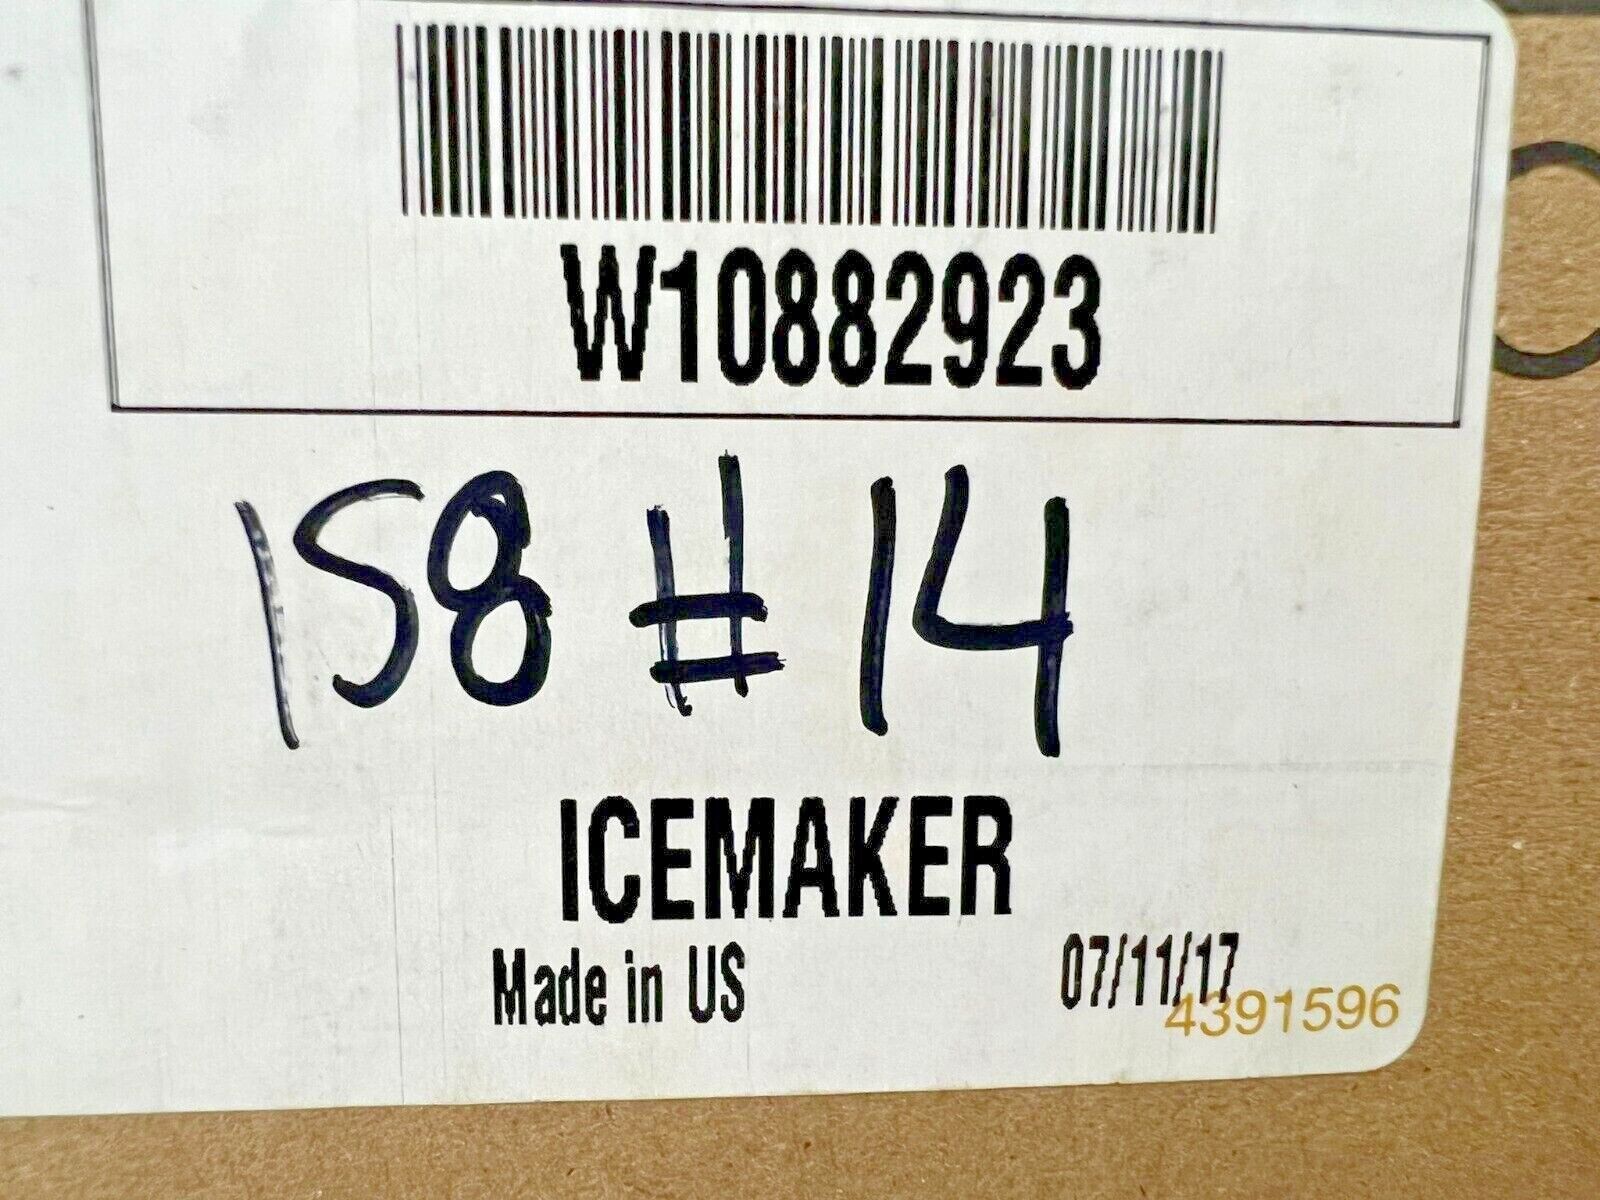 W10882923
158 # 14
ICEMAKER
Made in US 07/11/17
4391596